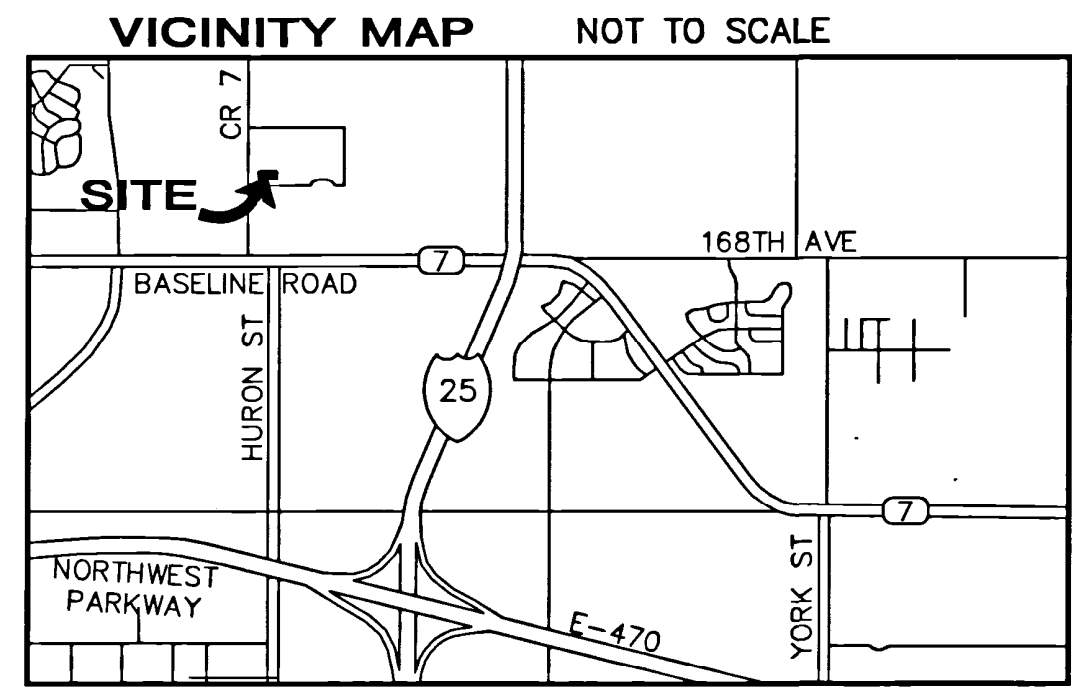 VICINITY MAP NOT TO SCALE
CR 7
SITE
168TH AVE
7
BASELINE ROAD
HURON ST
25
7
NORTHWEST
PARKWAY
E-470
YORK ST